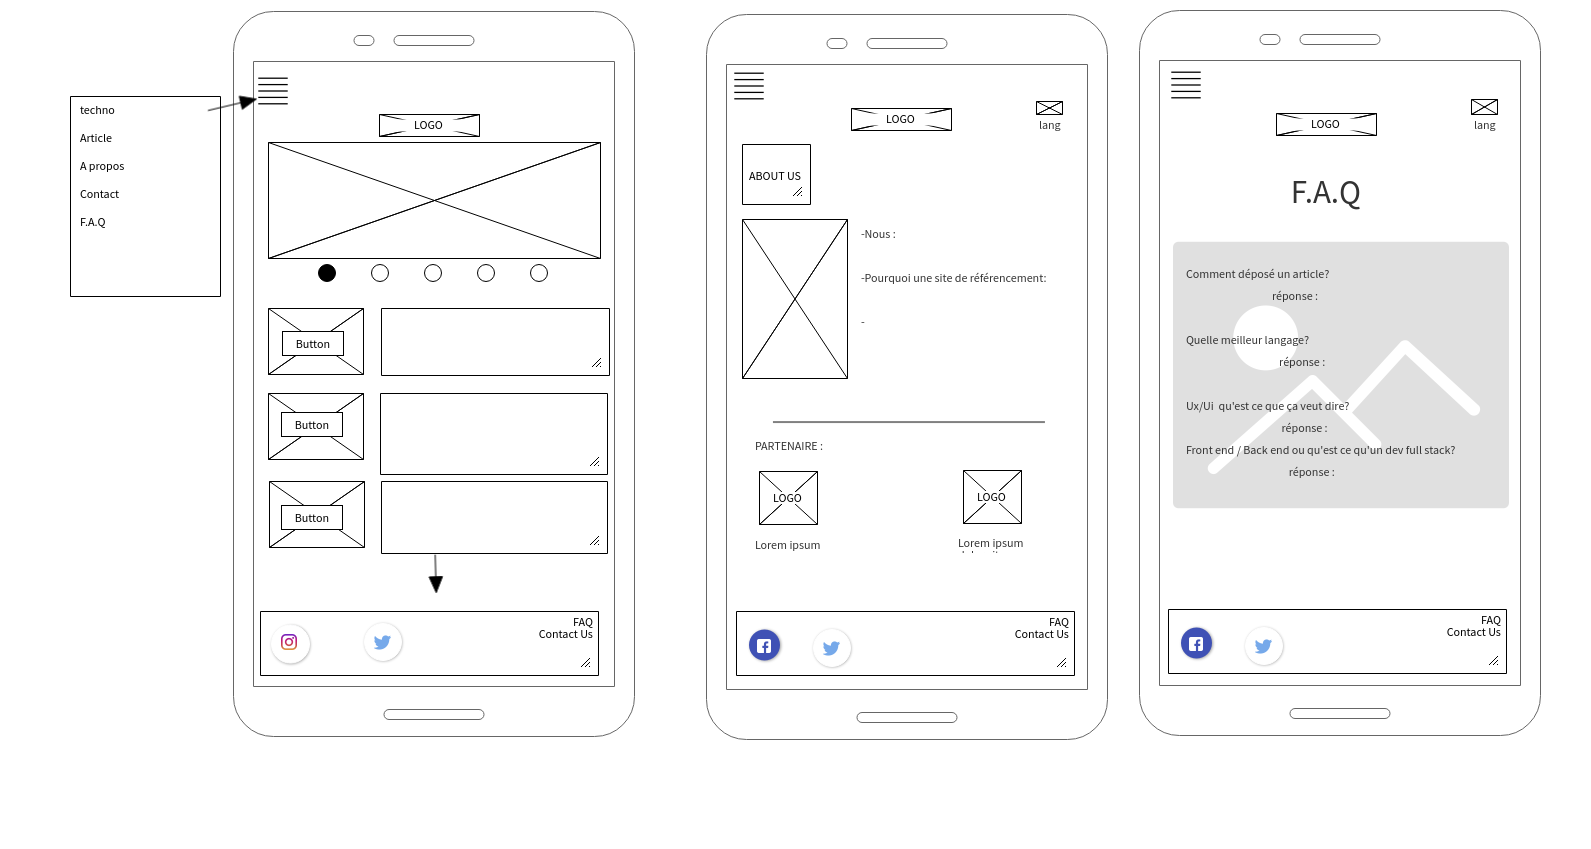 techno
Article
A propos
Contact
F.A.Q
LOGO
Button
Button
Button
FAQ
Contact Us
LOGO
lang
ABOUT US
-Nous :
-Pourquoi une site de référencement:
-
PARTENAIRE :
LOGO
LOGO
Lorem ipsum
Lorem ipsum
FAQ
Contact Us
LOGO
lang
F.A.Q
Comment déposé un article?
réponse :
Quelle meilleur langage?
réponse :
Ux/Ui qu'est ce que ça veut dire?
réponse :
Front end / Back end ou qu'est ce qu'un dev full stack?
réponse :
FAQ
Contact Us